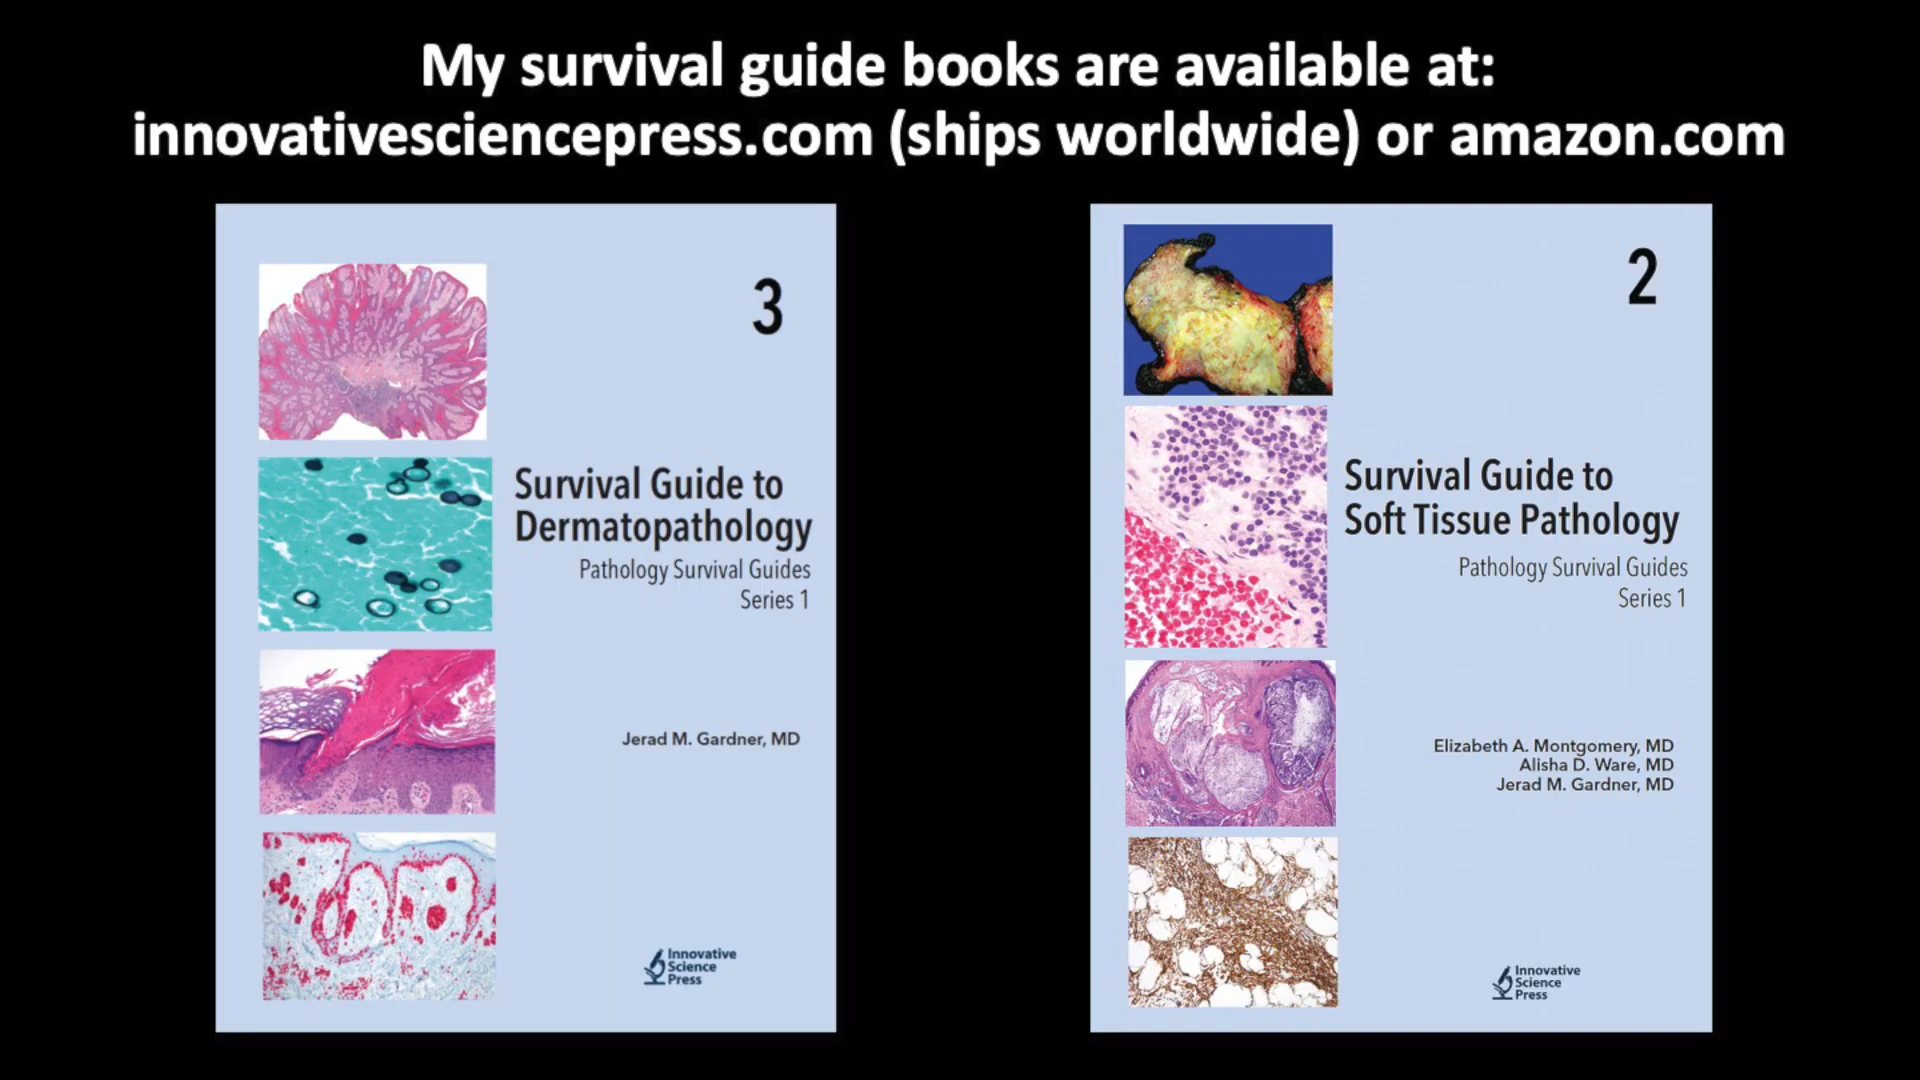 My survival guide books are available at:
innovativesciencepress.com (ships worldwide) or amazon.com
3
Survival Guide to
Dermatopathology
Pathology Survival Guides
Series 1
Jerad M. Gardner, MD
Innovative
Science
Press
2
Survival Guide to
Soft Tissue Pathology
Pathology Survival Guides
Series 1
Elizabeth A. Montgomery, MD
Alisha D. Ware, MD
Jerad M. Gardner, MD
Innovative
Science
Press